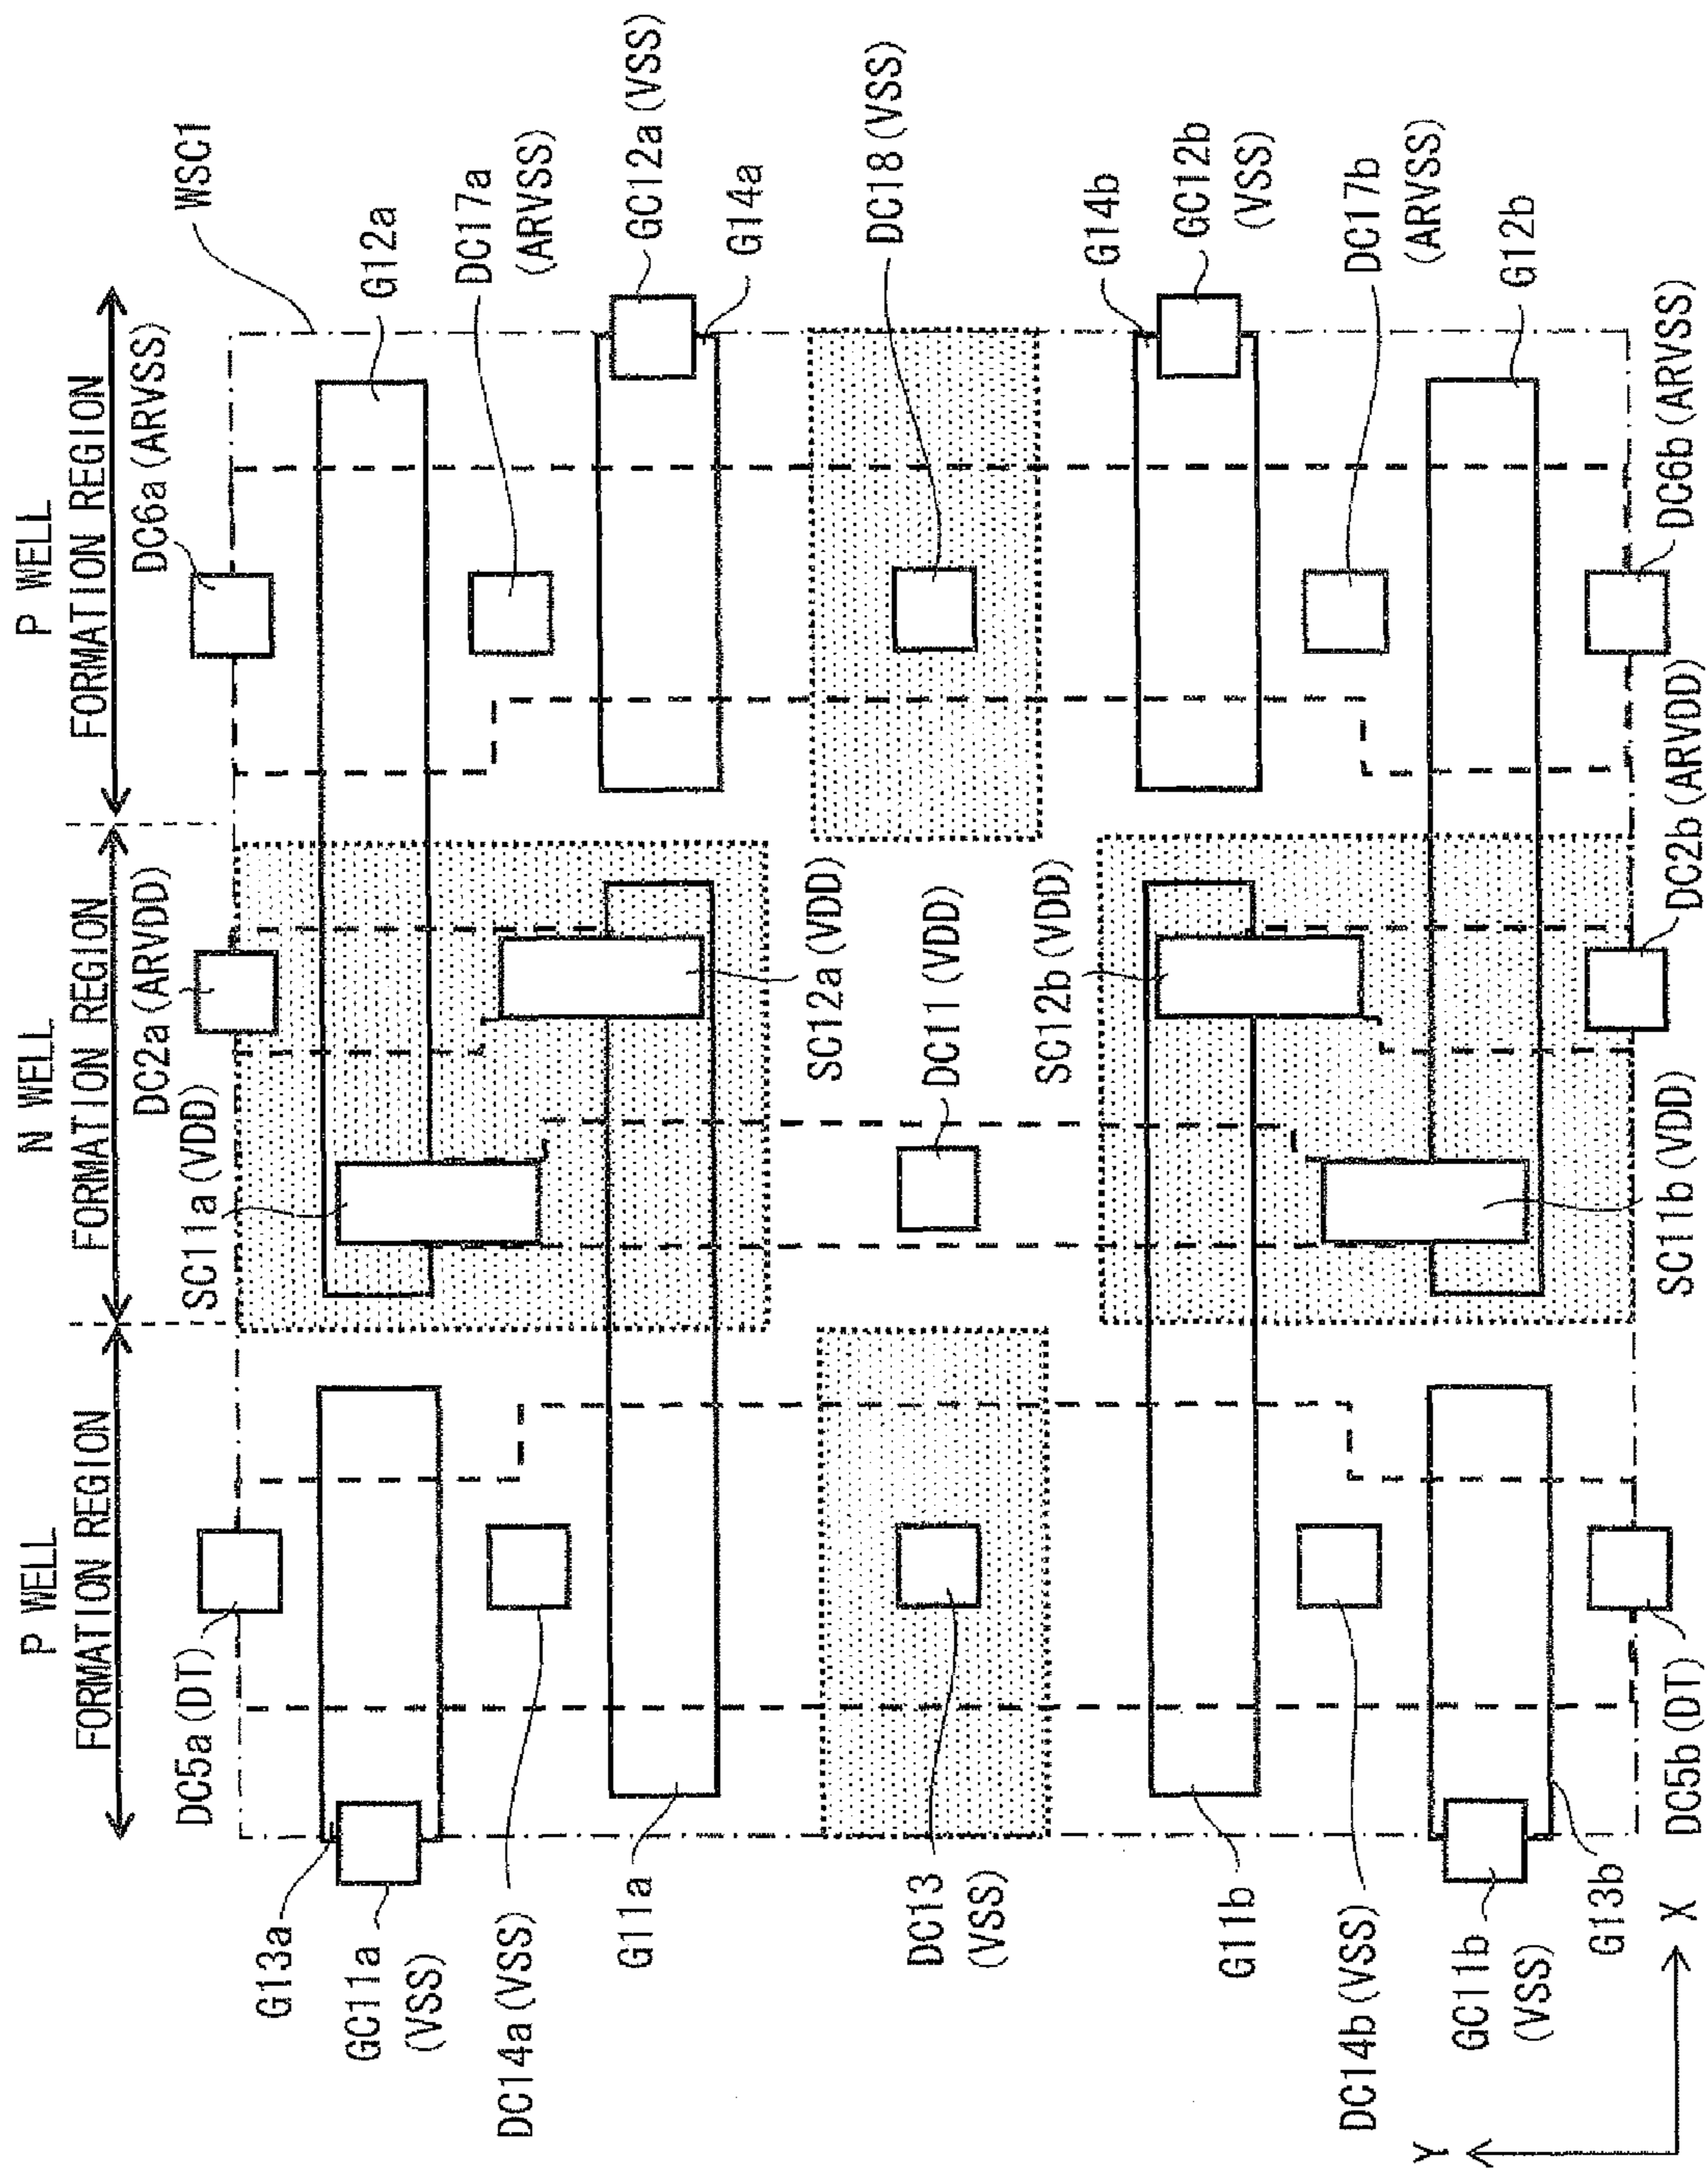 P WELL
FORMATION REGION
N WELL
FORMATION REGION
P WELL
FORMATION REGION
DC5a (DT)
SC11a (VDD)
DC2a (ARVDD)
DC6a (ARVSS)
WSC1
G13a
GC11a
(VSS)
G12a
DC14a (VSS)
DC17a
(ARVSS)
G11a
SC12a (VDD)
GC12a (VSS)
G14a
DC13
(VSS)
DC11 (VDD)
DC18 (VSS)
SC12b (VDD)
G14b
G11b
GC12b
(VSS)
DC14b (VSS)
DC17b
(ARVSS)
GC11b
(VSS)
G12b
G13b
DC5b (DT)
SC11b (VDD)
DC2b (ARVDD)
DC6b (ARVSS)
Y
X